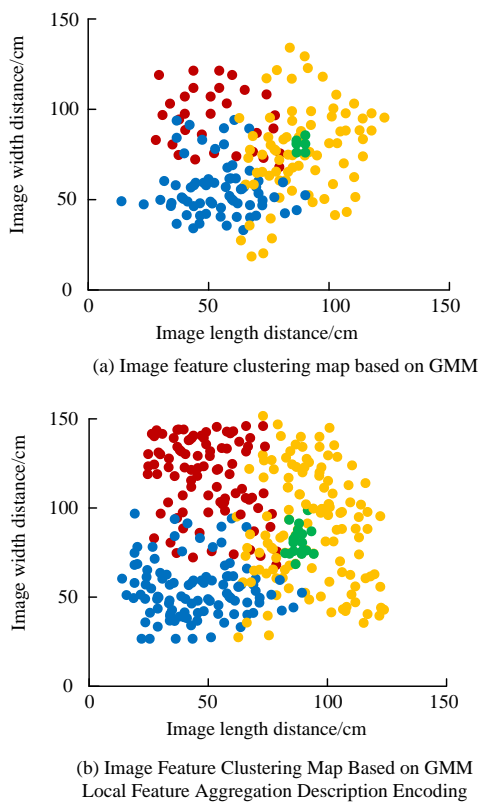 150
100
50
0
Image width distance/cm
0
50
100
150
Image length distance/cm
(a) Image feature clustering map based on GMM
150
100
50
0
Image width distance/cm
0
50
100
150
Image length distance/cm
(b) Image Feature Clustering Map Based on GMM
Local Feature Aggregation Description Encoding